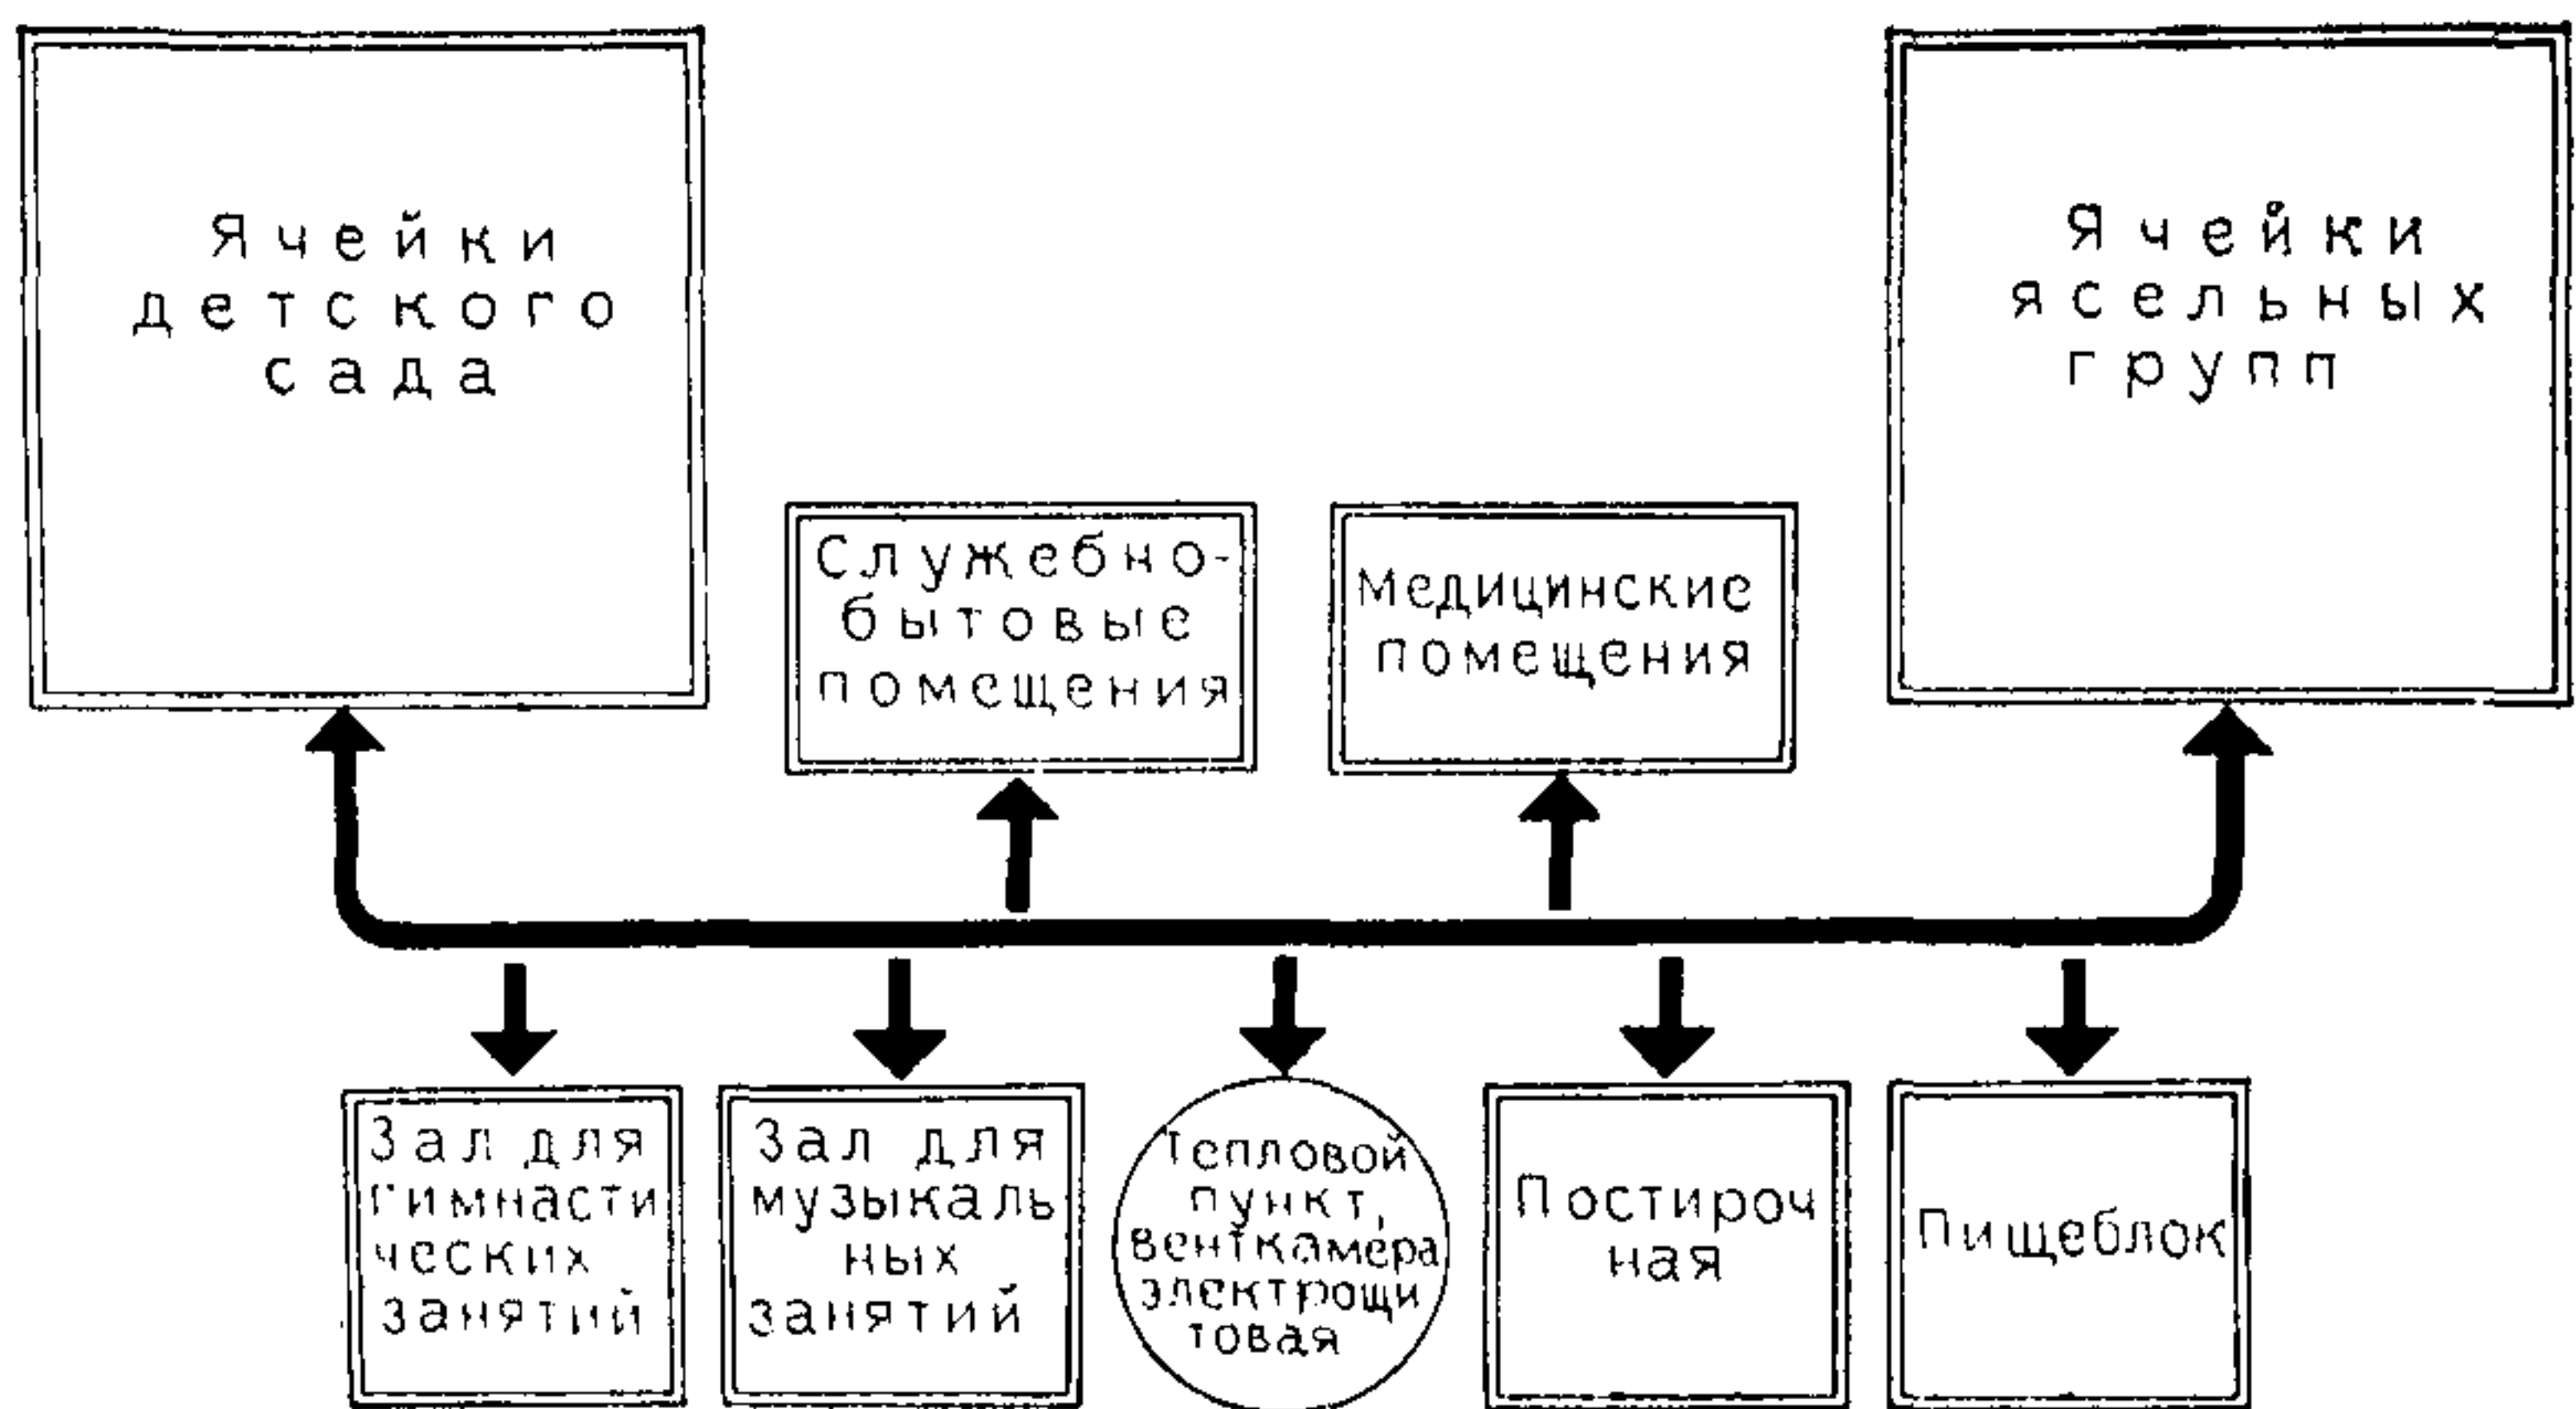 Ячейки
детского
сада
Ячейки
ясельных
групп
Служебно-
бытовые
помещения
Медицинские
помещения
Зал для
гимнасти
ческих
занятий
Зал для
музыкаль
ных
занятий
Тепловой
пункт,
венткамера
электрощи
товая
Постироч
ная
Пищеблок